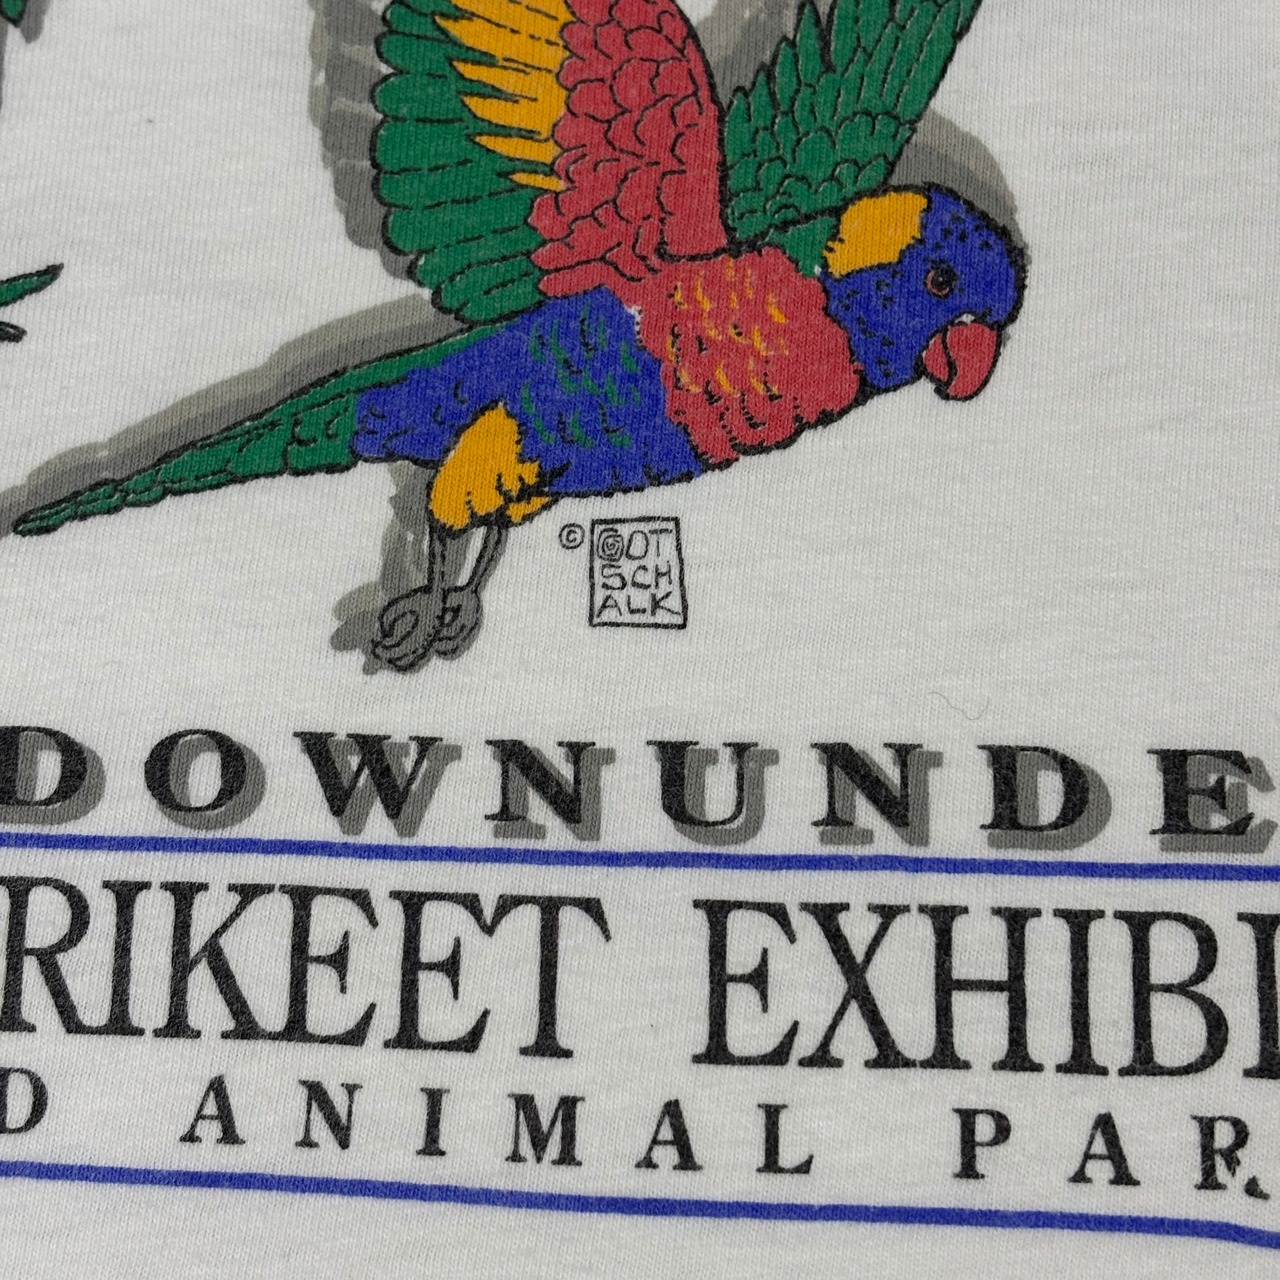 © GOT
SCH
ALK
DOWNUNDE
RIKEET EXHIBI
D ANIMAL PAR